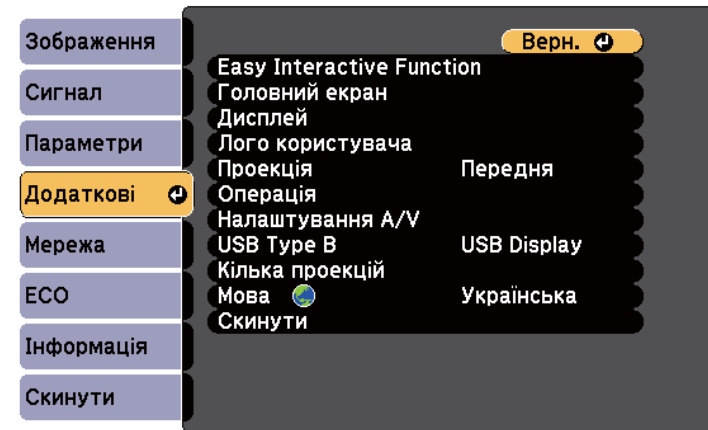 Зображення
Сигнал
Параметри
Додаткові
Мережа
ECO
Інформація
Скинути
Верн.
Easy Interactive Function
Головний екран
Дисплей
Лого користувача
Проекція Передня
Операція
Налаштування A/V
USB Type B USB Display
Кілька проекцій
Мова Українська
Скинути